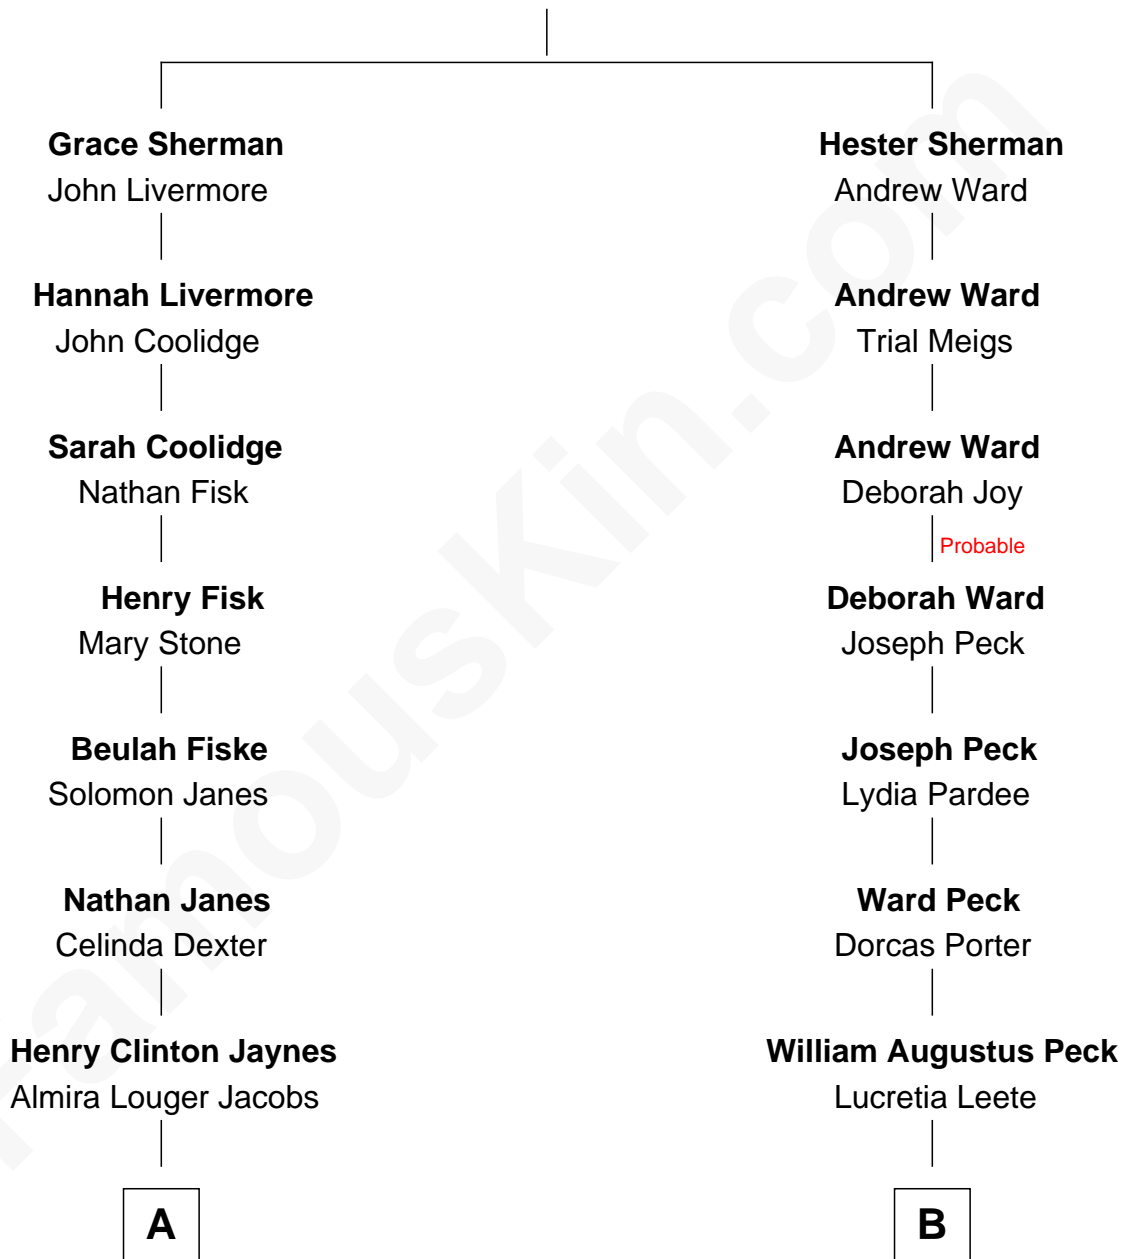 Grace Sherman
John Livermore
Hester Sherman
Andrew Ward
Hannah Livermore
John Coolidge
Andrew Ward
Trial Meigs
Sarah Coolidge
Nathan Fisk
Andrew Ward
Deborah Joy
Probable
Henry Fisk
Mary Stone
Deborah Ward
Joseph Peck
Beulah Fiske
Solomon Janes
Joseph Peck
Lydia Pardee
Nathan Janes
Celinda Dexter
Ward Peck
Dorcas Porter
Henry Clinton Jaynes
Almira Louger Jacobs
William Augustus Peck
Lucretia Leete
A
B
FamousKin.com